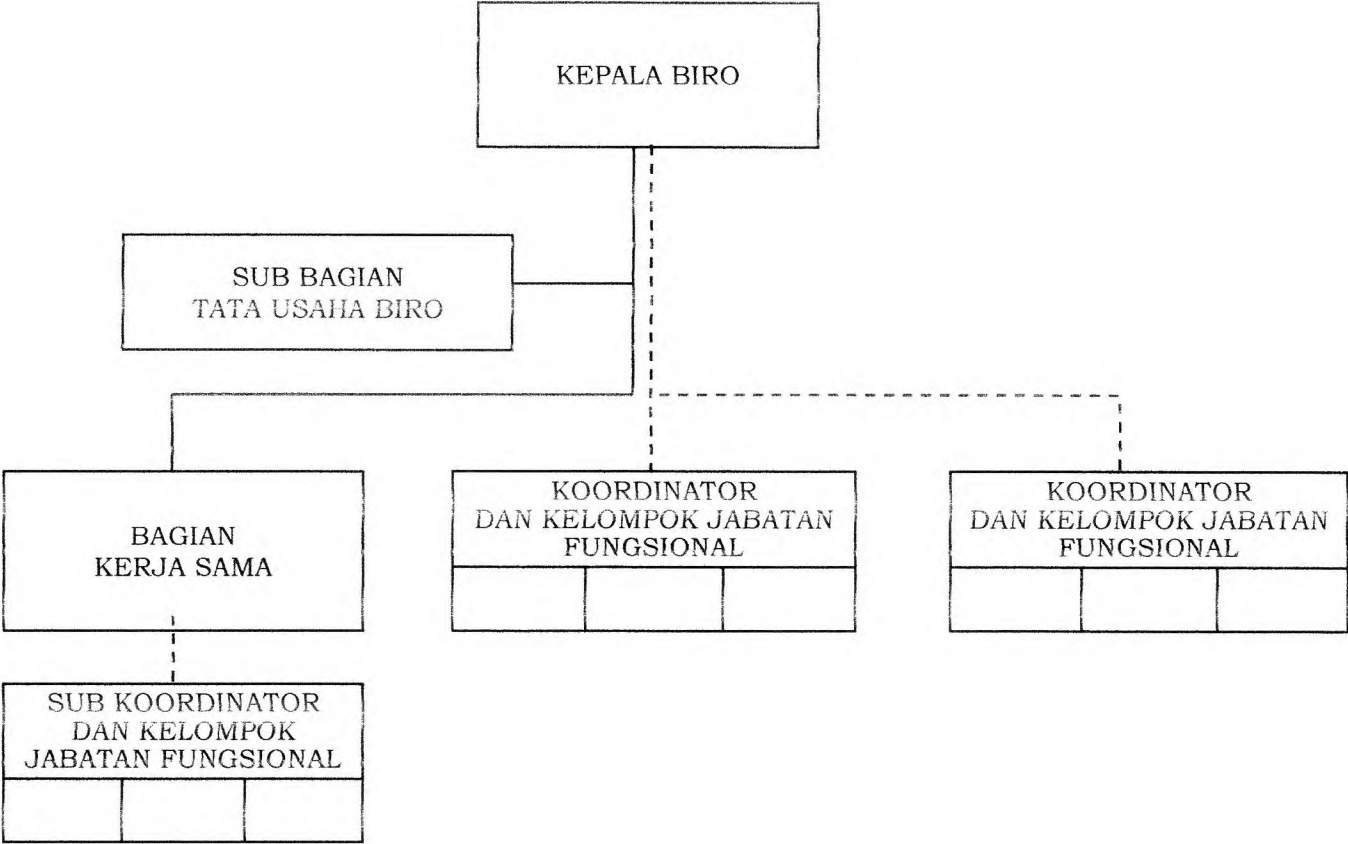 KEPALA BIRO
SUB BAGIAN
TATA USAHA BIRO
BAGIAN
KERJA SAMA
KOORDINATOR
DAN KELOMPOK JABATAN
FUNGSIONAL
KOORDINATOR
DAN KELOMPOK JABATAN
FUNGSIONAL
SUB KOORDINATOR
DAN KELOMPOK
JABATAN FUNGSIONAL